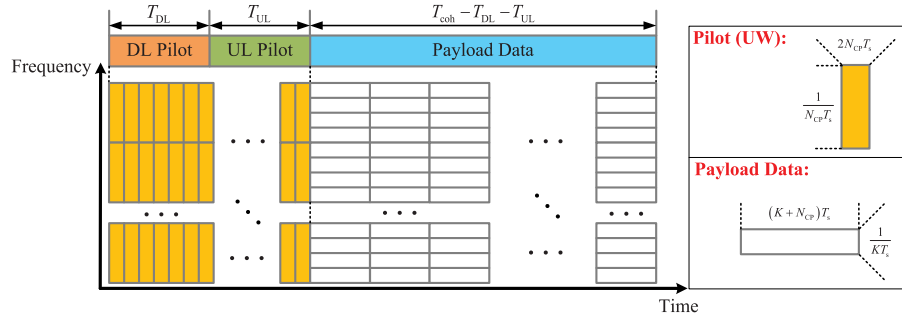 T_DL T_UL T_coh − T_DL − T_UL
DL Pilot UL Pilot Payload Data
Frequency
Time
Pilot (UW):
2N_CP T_s
1/(N_CP T_s)
Payload Data:
(K + N_CP)T_s
1/(KT_s)